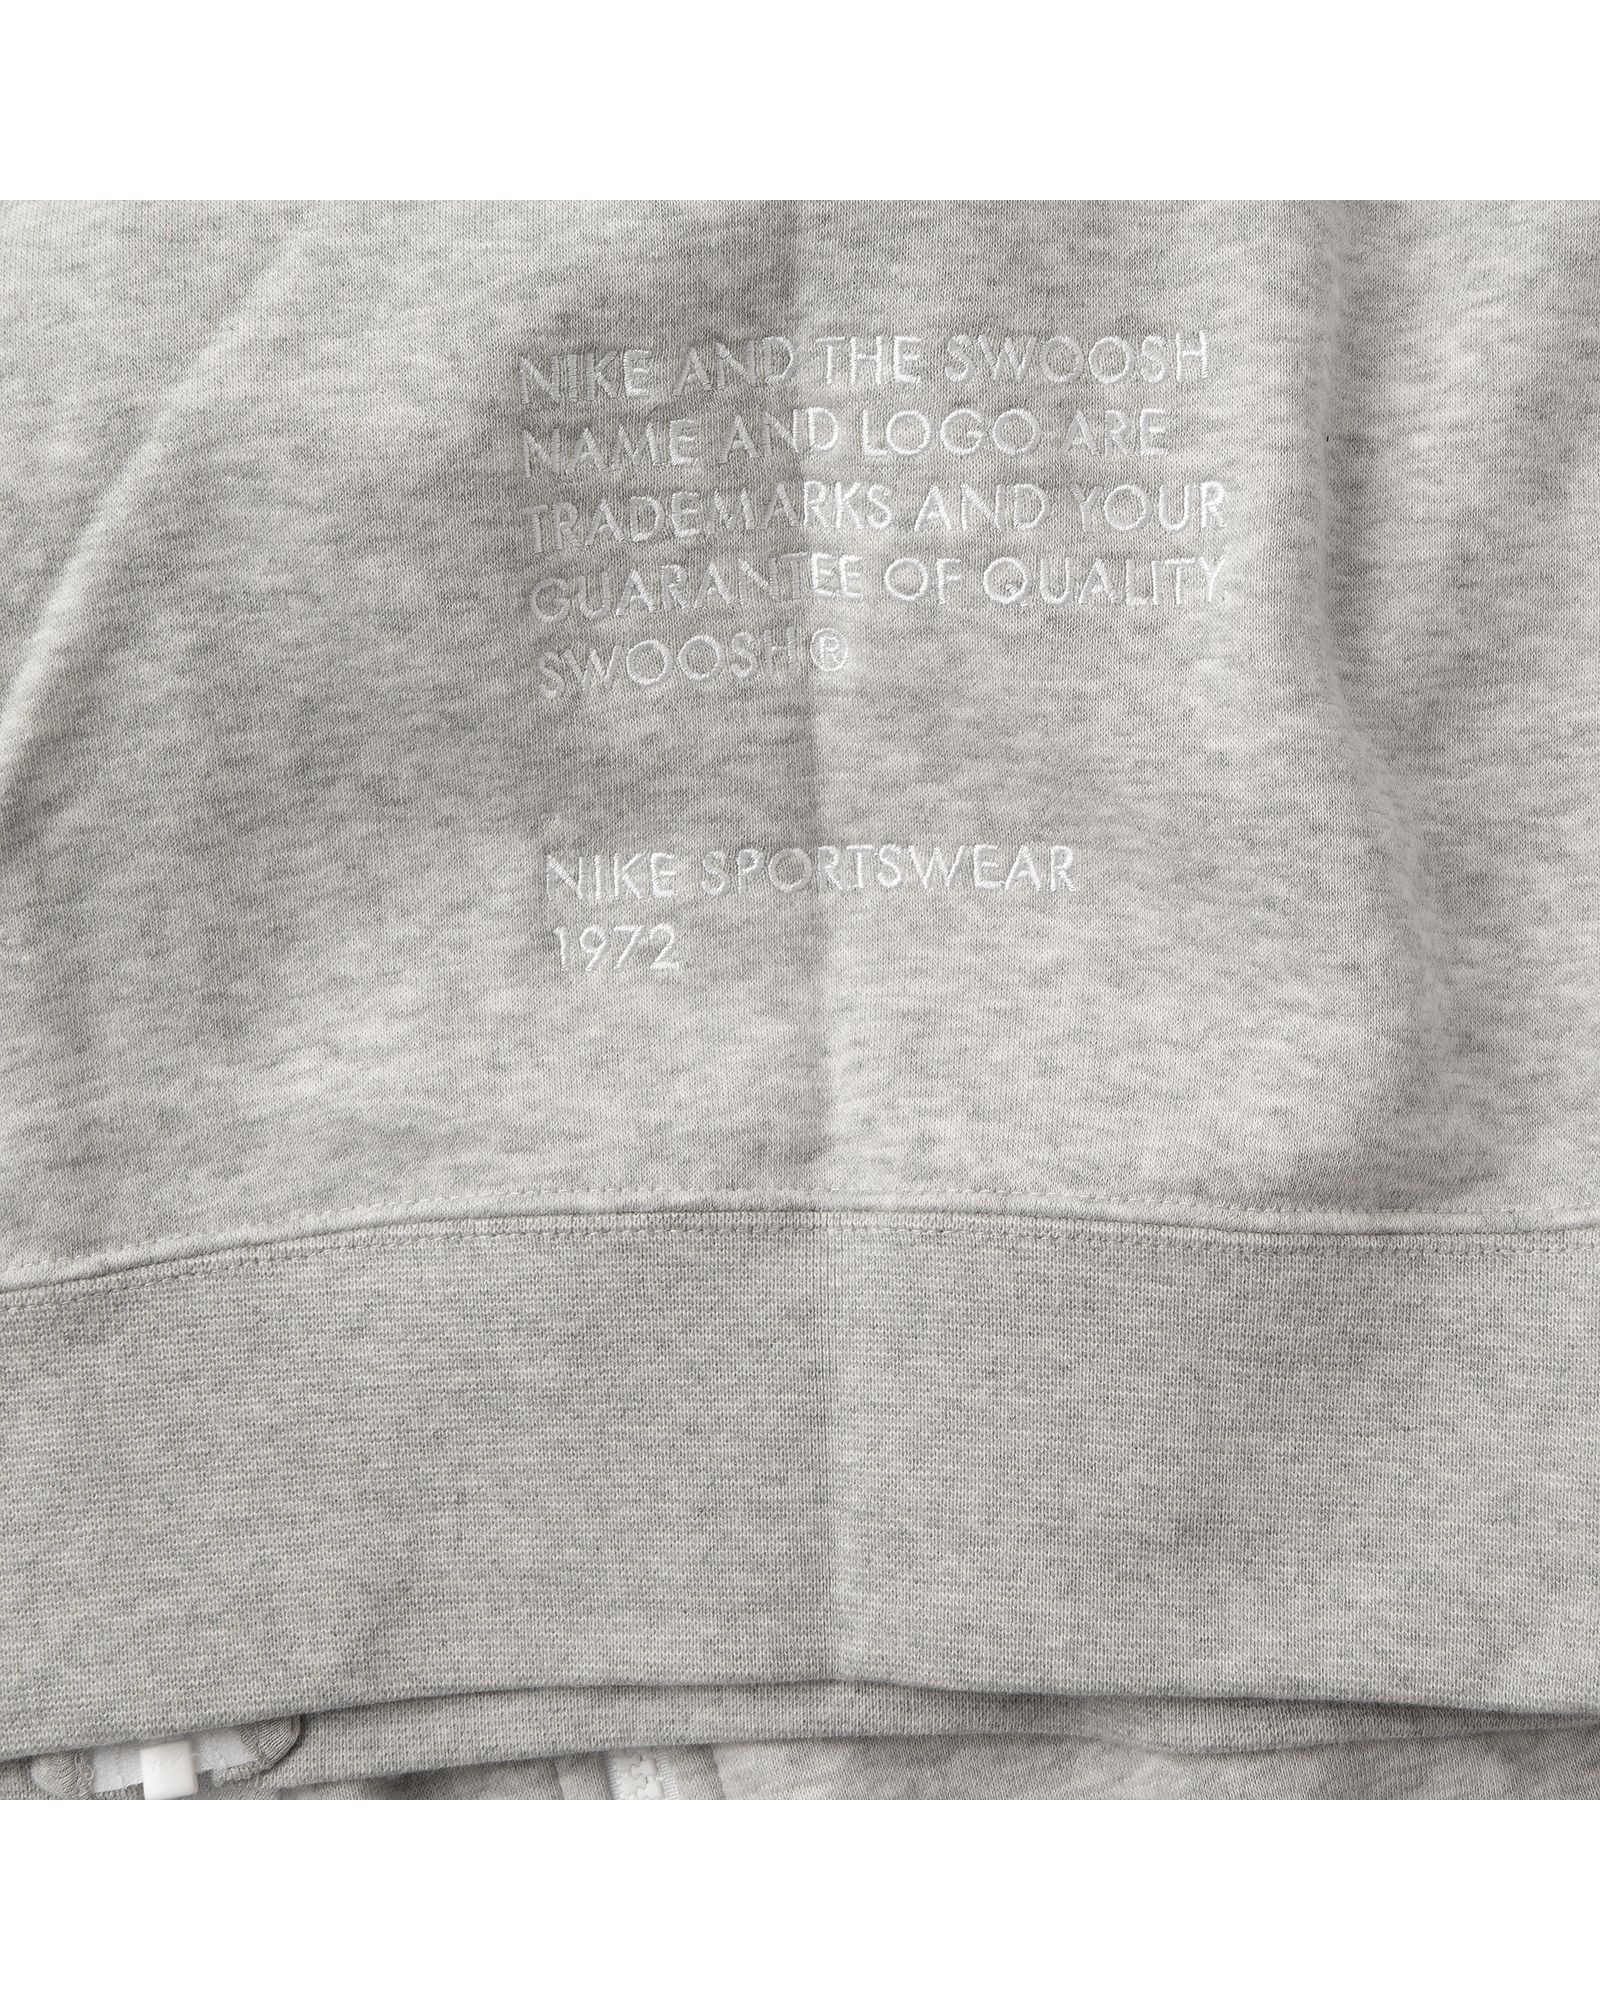 NIKE AND THE SWOOSH
NAME AND LOGO ARE
TRADEMARKS AND YOUR
GUARANTEE OF QUALITY.
SWOOSH®
NIKE SPORTSWEAR
1972